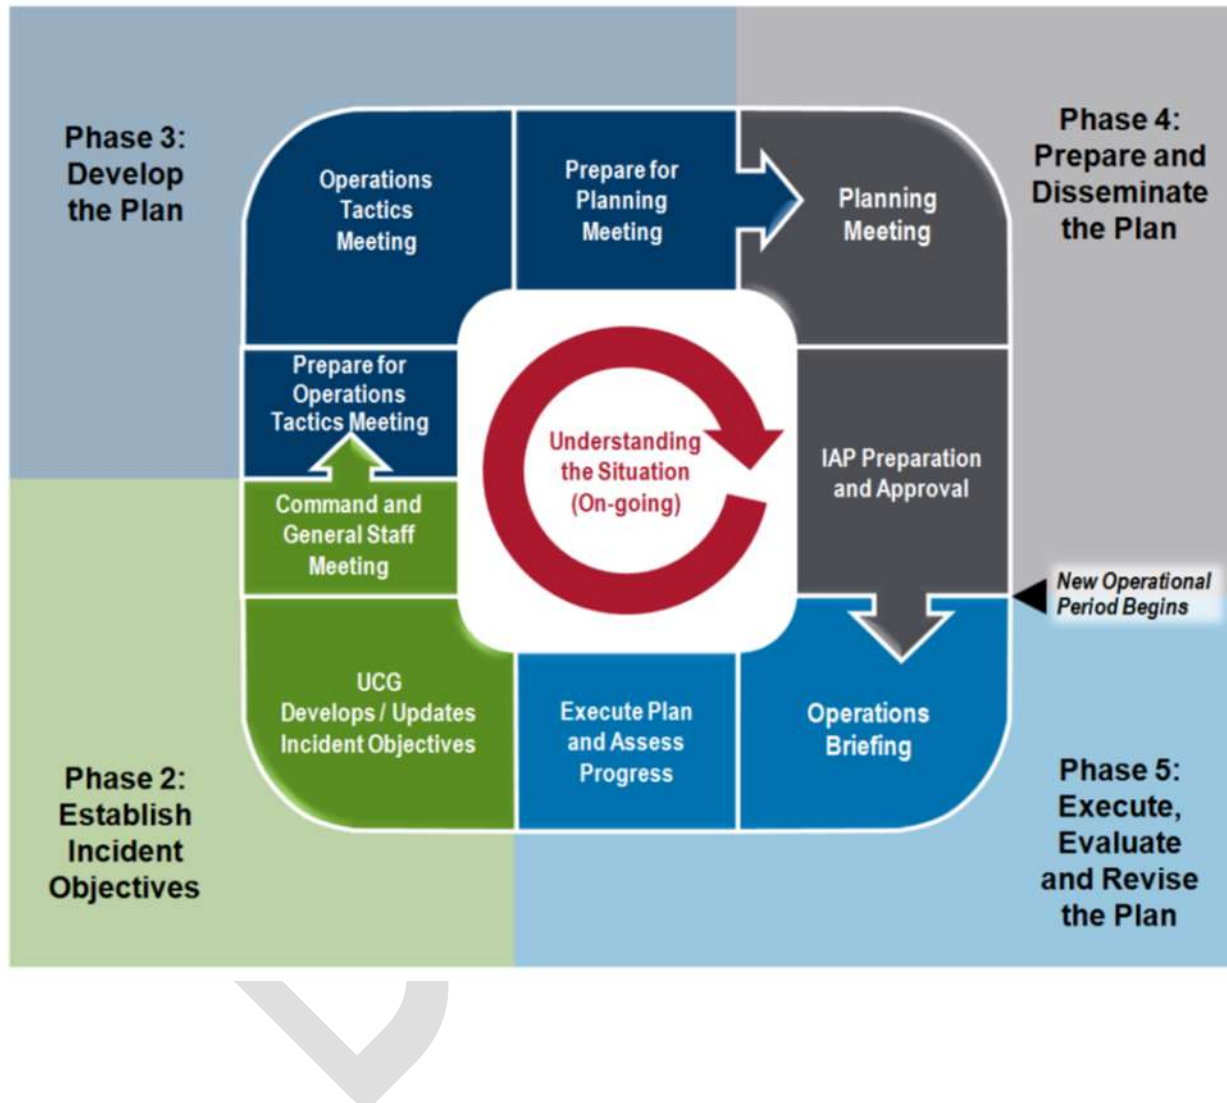 Phase 3:
Develop
the Plan
Operations
Tactics
Meeting
Prepare for
Planning
Meeting
Planning
Meeting
Phase 4:
Prepare and
Disseminate
the Plan
Prepare for
Operations
Tactics Meeting
Understanding
the Situation
(On-going)
IAP Preparation
and Approval
Command and
General Staff
Meeting
New Operational
Period Begins
UCG
Develops / Updates
Incident Objectives
Execute Plan
and Assess
Progress
Operations
Briefing
Phase 2:
Establish
Incident
Objectives
Phase 5:
Execute,
Evaluate
and Revise
the Plan